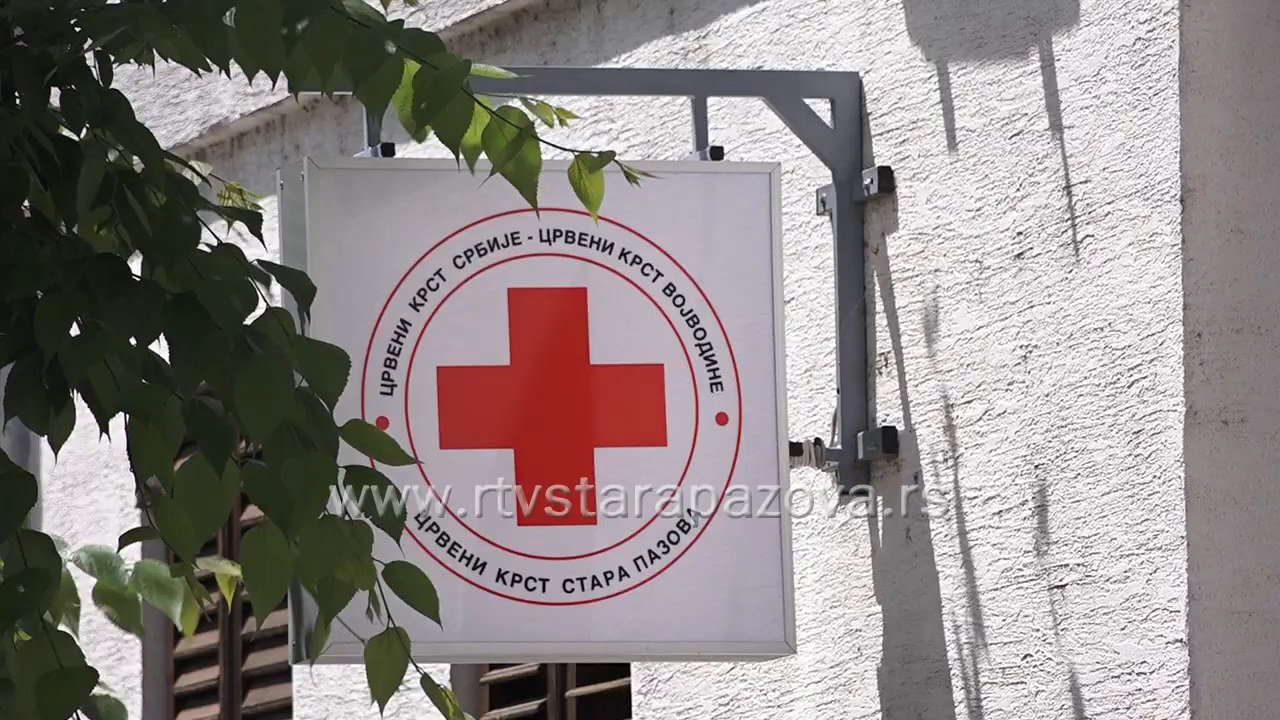 ЦРВЕНИ КРСТ СРБИЈЕ - ЦРВЕНИ КРСТ ВОЈВОДИНЕ
ЦРВЕНИ КРСТ СТАРА ПАЗОВА
www.rtvstarapazova.rs